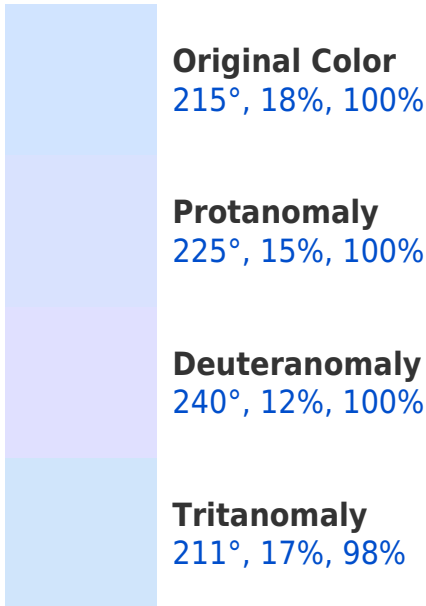 Original Color
215°, 18%, 100%
Protanomaly
225°, 15%, 100%
Deuteranomaly
240°, 12%, 100%
Tritanomaly
211°, 17%, 98%